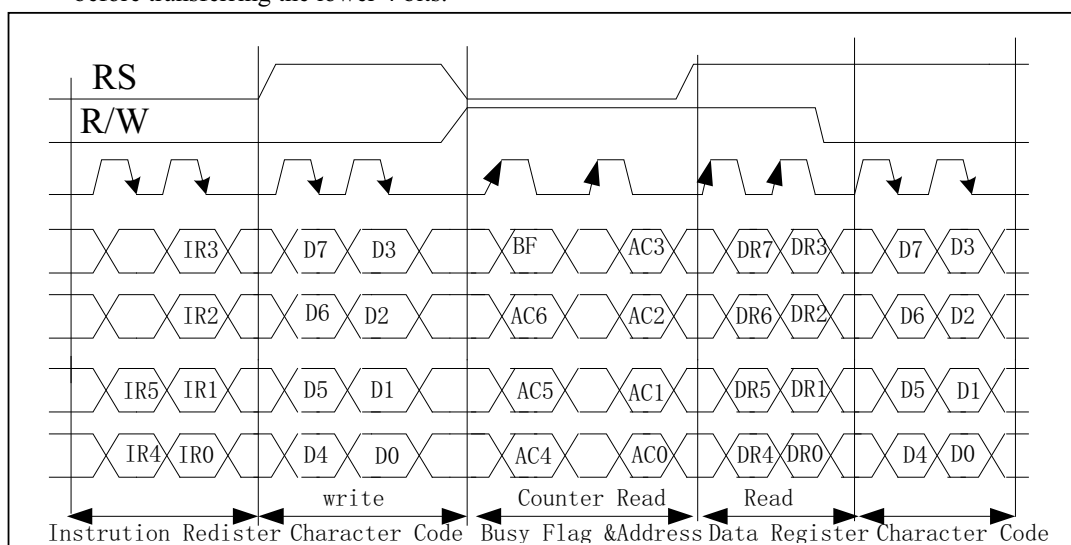 before transferring the lower 4 bits.
RS
R/W
IR3 D7 D3 BF AC3 DR7 DR3 D7 D3
IR2 D6 D2 AC6 AC2 DR6 DR2 D6 D2
IR5 IR1 D5 D1 AC5 AC1 DR5 DR1 D5 D1
IR4 IR0 D4 D0 AC4 AC0 DR4 DR0 D4 D0
write Counter Read Read
Instrution Redister Character Code Busy Flag &Address Data Register Character Code